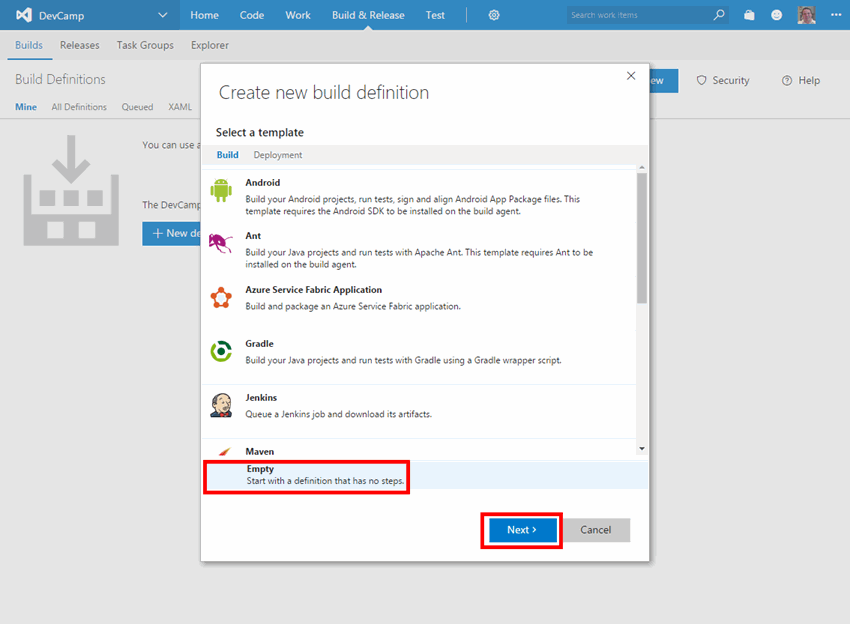 DevCamp Home Code Work Build & Release Test Search work items
Builds Releases Task Groups Explorer
Build Definitions
ew Security Help
Mine All Definitions Queued XAML
You can use a
The DevCamp
+ New de
Create new build definition
Select a template
Build Deployment
Android
Build your Android projects, run tests, sign and align Android App Package files. This
template requires the Android SDK to be installed on the build agent.
Ant
Build your Java projects and run tests with Apache Ant. This template requires Ant to be
installed on the build agent.
Azure Service Fabric Application
Build and package an Azure Service Fabric application.
Gradle
Build your Java projects and run tests with Gradle using a Gradle wrapper script.
Jenkins
Queue a Jenkins job and download its artifacts.
Maven
Empty
Start with a definition that has no steps.
Next > Cancel